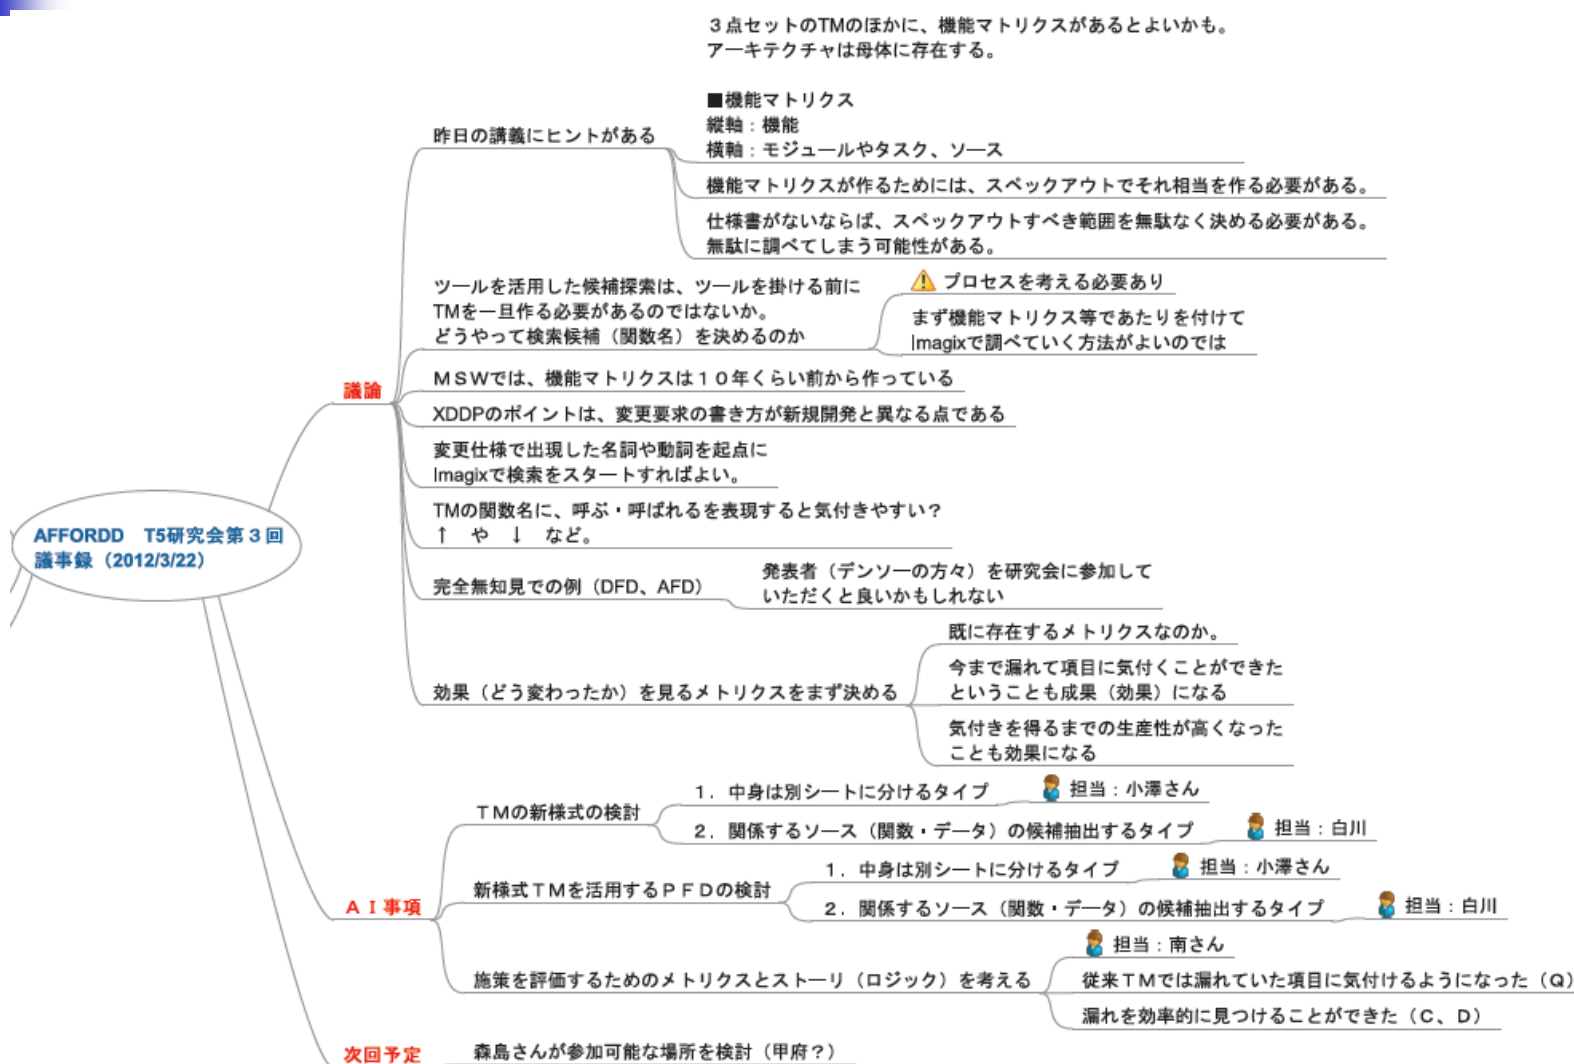 AFFORDD　T5研究会第３回
議事録（2012/3/22）
議論
昨日の講義にヒントがある
３点セットのTMのほかに、機能マトリクスがあるとよいかも。
アーキテクチャは母体に存在する。
■機能マトリクス
縦軸：機能
横軸：モジュールやタスク、ソース
機能マトリクスが作るためには、スペックアウトでそれ相当を作る必要がある。
仕様書がないならば、スペックアウトすべき範囲を無駄なく決める必要がある。
無駄に調べてしまう可能性がある。
ツールを活用した候補探索は、ツールを掛ける前に
TMを一旦作る必要があるのではないか。
どうやって検索候補（関数名）を決めるのか
プロセスを考える必要あり
まず機能マトリクス等であたりを付けて
Imagixで調べていく方法がよいのでは
ＭＳＷでは、機能マトリクスは１０年くらい前から作っている
XDDPのポイントは、変更要求の書き方が新規開発と異なる点である
変更仕様で出現した名詞や動詞を起点に
Imagixで検索をスタートすればよい。
TMの関数名に、呼ぶ・呼ばれるを表現すると気付きやすい？
↑　や　↓　など。
完全無知見での例（DFD、AFD）
発表者（デンソーの方々）を研究会に参加して
いただくと良いかもしれない
効果（どう変わったか）を見るメトリクスをまず決める
既に存在するメトリクスなのか。
今まで漏れて項目に気付くことができた
ということも成果（効果）になる
気付きを得るまでの生産性が高くなった
ことも効果になる
ＡＩ事項
ＴＭの新様式の検討
１．中身は別シートに分けるタイプ
担当：小澤さん
２．関係するソース（関数・データ）の候補抽出するタイプ
担当：白川
新様式ＴＭを活用するＰＦＤの検討
１．中身は別シートに分けるタイプ
担当：小澤さん
２．関係するソース（関数・データ）の候補抽出するタイプ
担当：白川
施策を評価するためのメトリクスとストーリ（ロジック）を考える
担当：南さん
従来ＴＭでは漏れていた項目に気付けるようになった（Ｑ）
漏れを効率的に見つけることができた（Ｃ、Ｄ）
次回予定
森島さんが参加可能な場所を検討（甲府？）